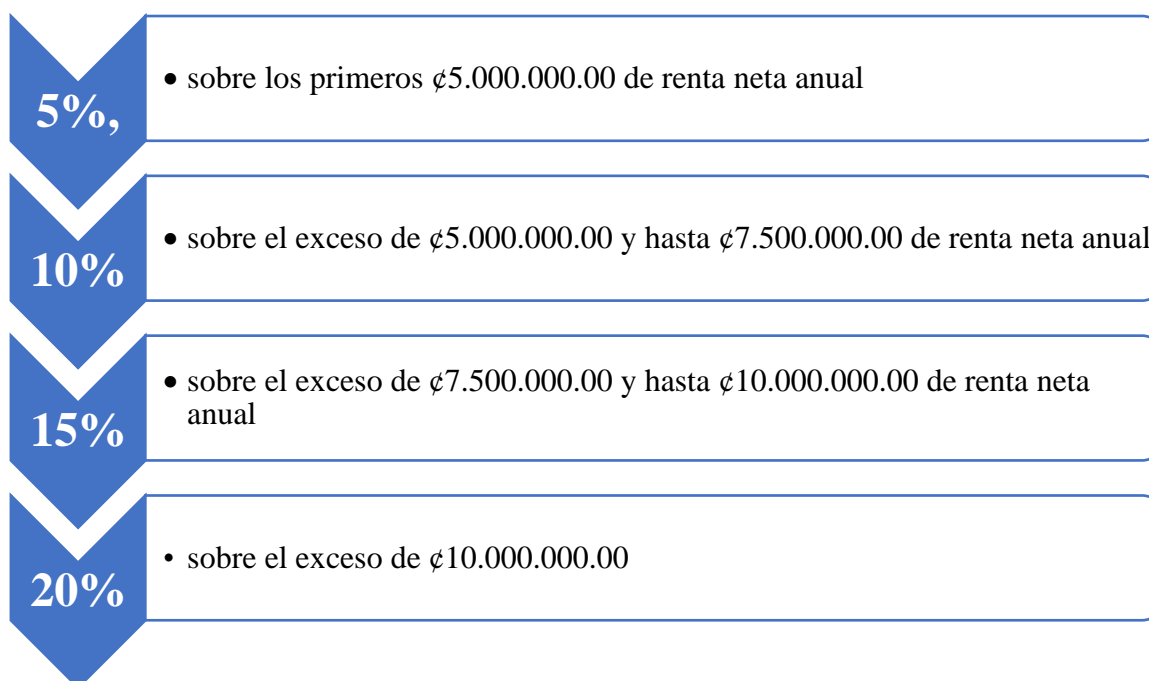 5%,
• sobre los primeros ¢5.000.000.00 de renta neta anual
10%
• sobre el exceso de ¢5.000.000.00 y hasta ¢7.500.000.00 de renta neta anual
15%
• sobre el exceso de ¢7.500.000.00 y hasta ¢10.000.000.00 de renta neta
anual
20%
• sobre el exceso de ¢10.000.000.00